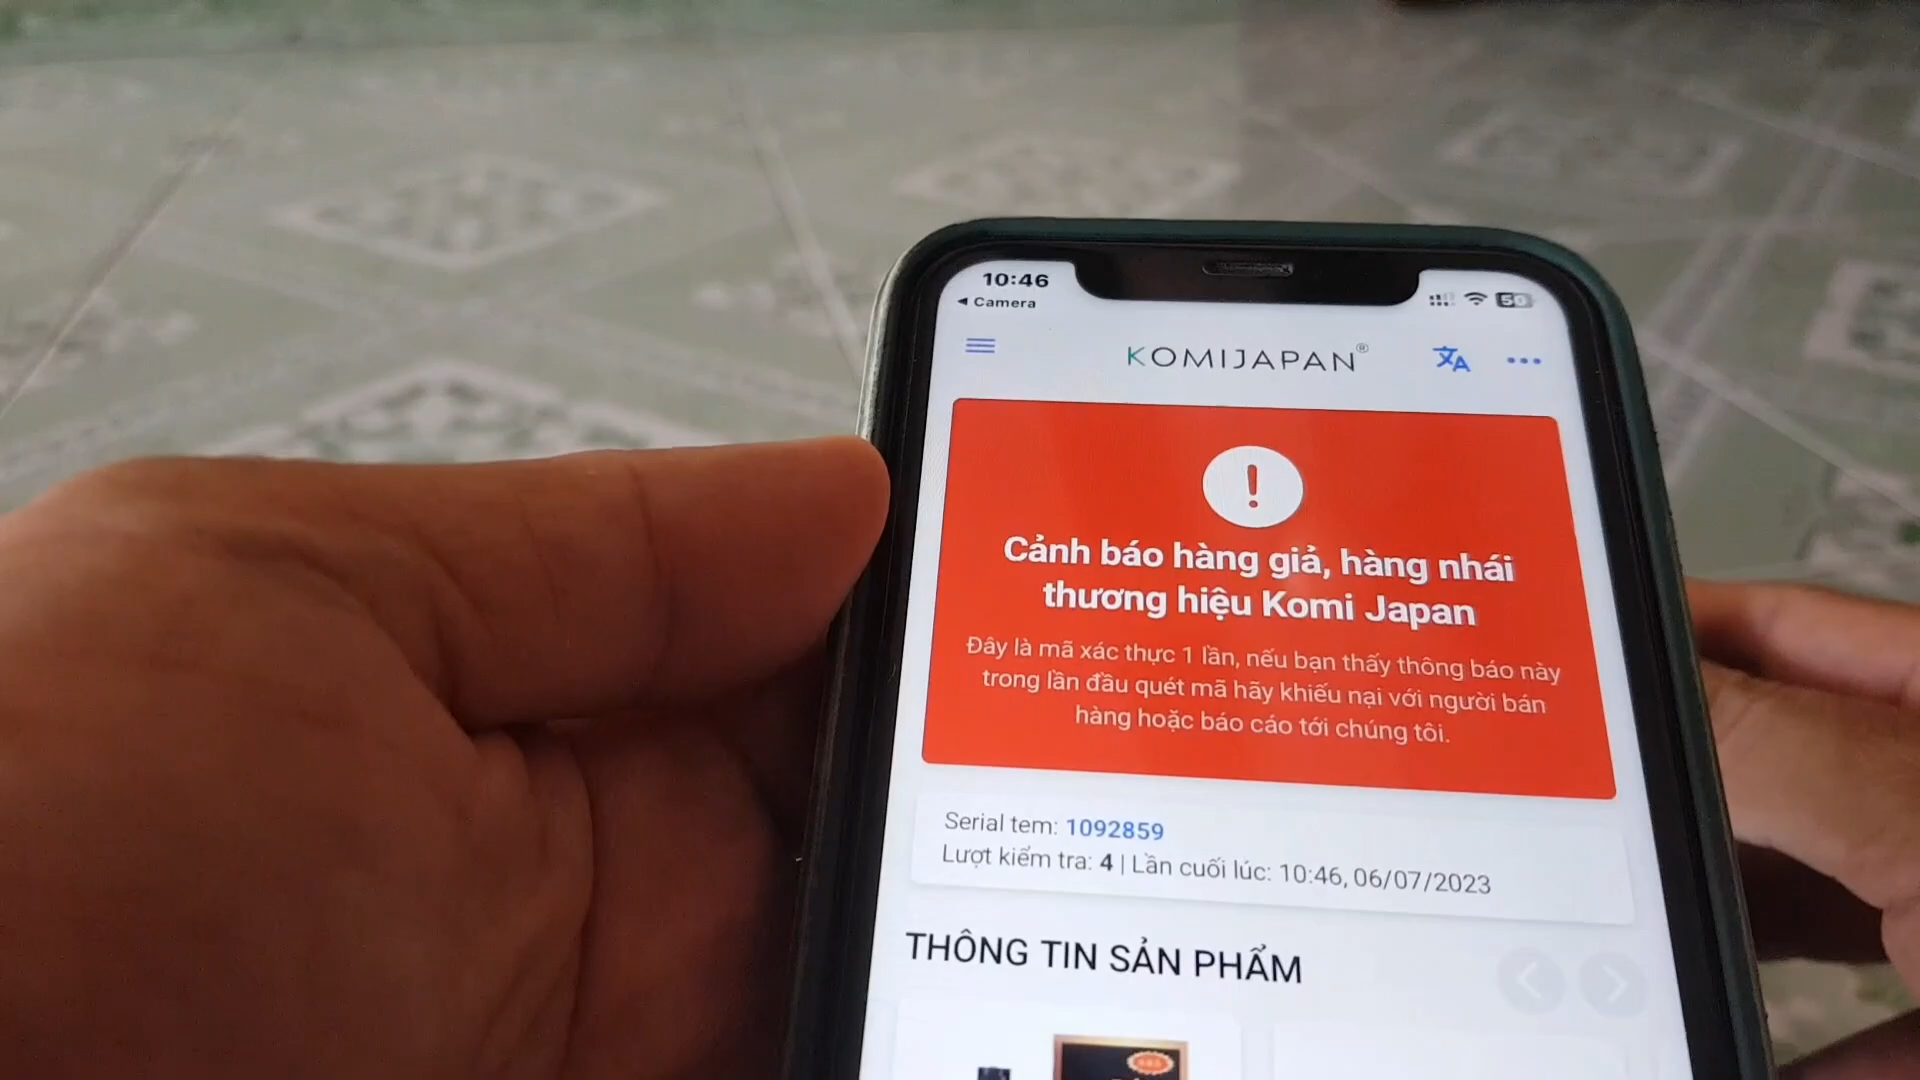 10:46
◄ Camera
50
KOMIJAPAN®
Cảnh báo hàng giả, hàng nhái
thương hiệu Komi Japan
Đây là mã xác thực 1 lần, nếu bạn thấy thông báo này
trong lần đầu quét mã hãy khiếu nại với người bán
hàng hoặc báo cáo tới chúng tôi.
Serial tem: 1092859
Lượt kiểm tra: 4 | Lần cuối lúc: 10:46, 06/07/2023
THÔNG TIN SẢN PHẨM